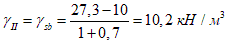 γ_II = γ_sb = (27,3 − 10) / (1 + 0,7) = 10,2 кН / м³